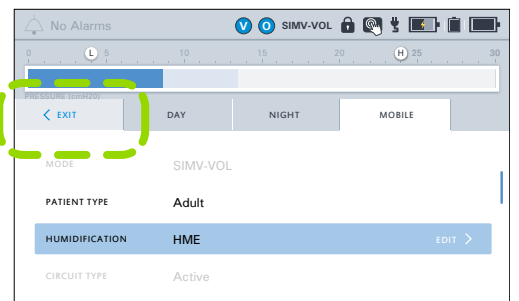 No Alarms V O SIMV-VOL
0 L 5 10 15 20 H 25 30
PRESSURE (cmH20)
EXIT DAY NIGHT MOBILE
MODE SIMV-VOL
PATIENT TYPE Adult
HUMIDIFICATION HME EDIT
CIRCUIT TYPE Active